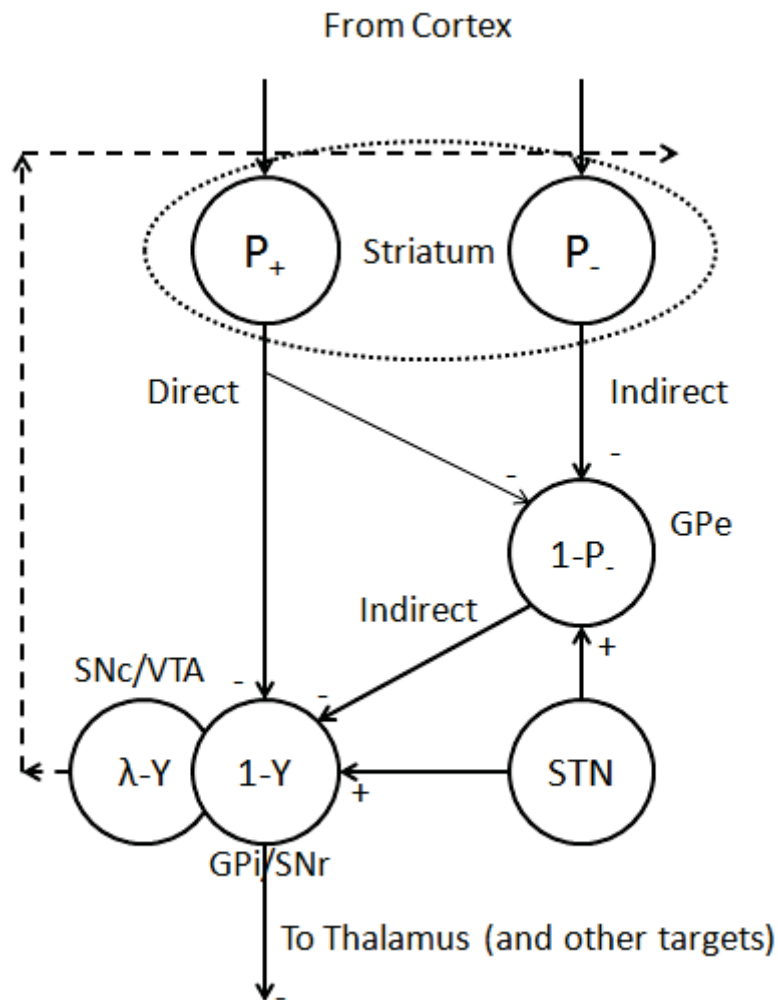 From Cortex
P+
Striatum
P-
Direct
Indirect
-
-
1-P-
GPe
Indirect
+
SNc/VTA
-
-
λ-Y
1-Y
+
STN
GPi/SNr
To Thalamus (and other targets)
-